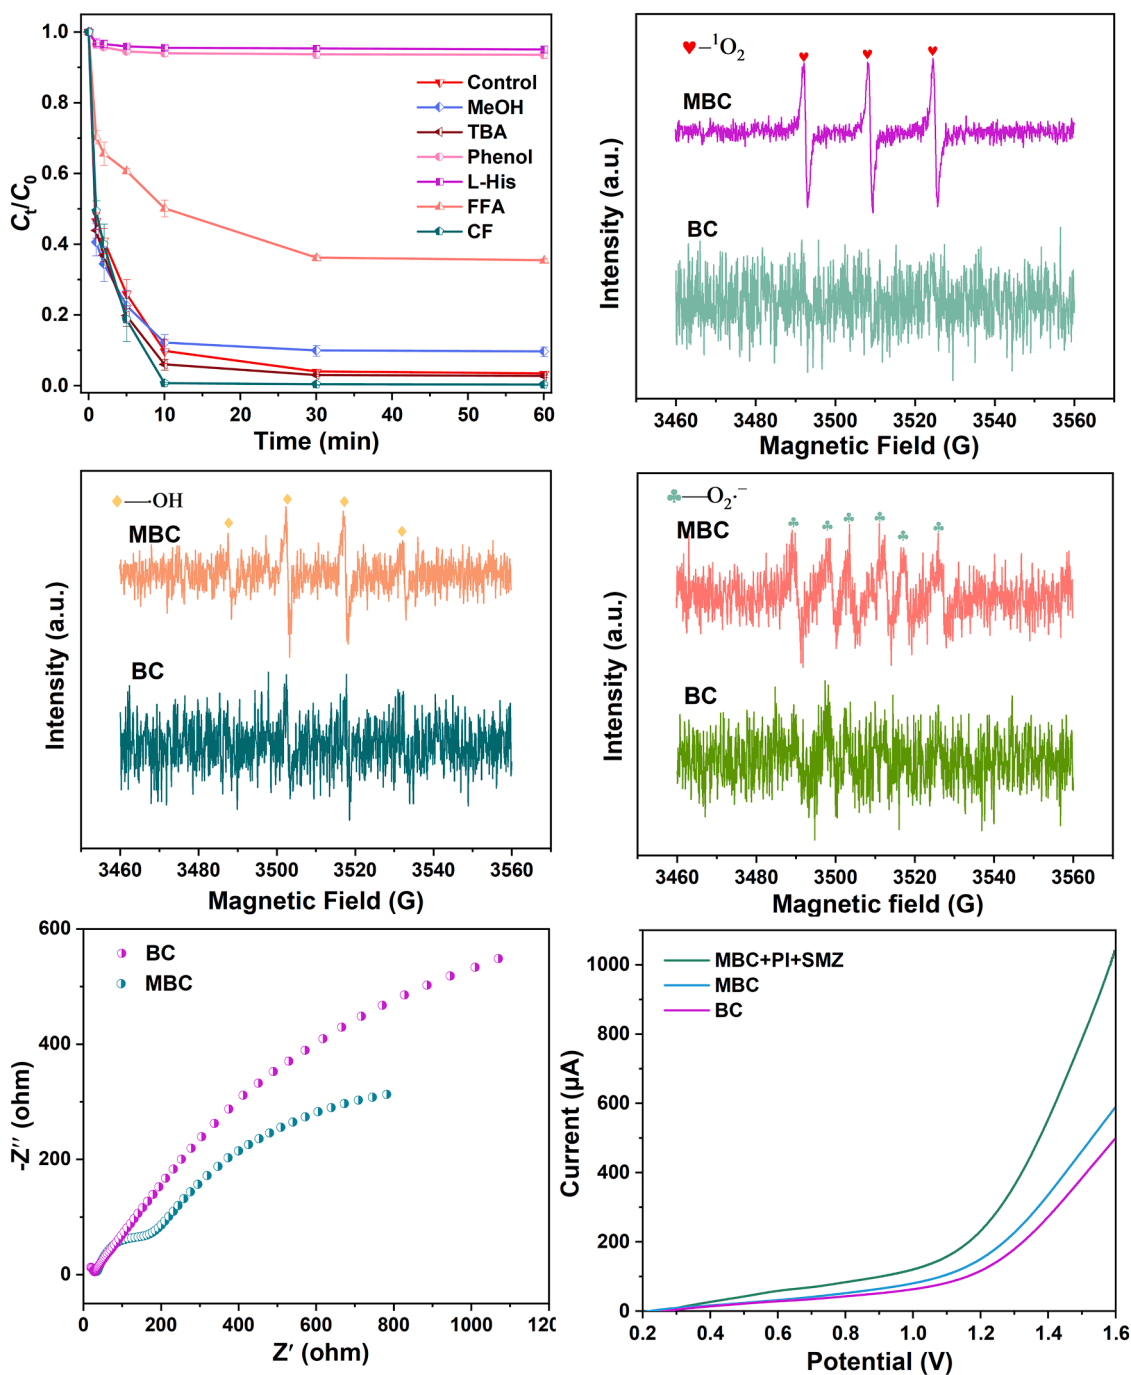 1.0
0.8
0.6
0.4
0.2
0.0
Cₜ/C₀
Control
MeOH
TBA
Phenol
L-His
FFA
CF
0 10 20 30 40 50 60
Time (min)
♥–¹O₂
MBC
BC
Intensity (a.u.)
3460 3480 3500 3520 3540 3560
Magnetic Field (G)
♦—·OH
MBC
BC
Intensity (a.u.)
3460 3480 3500 3520 3540 3560
Magnetic Field (G)
♣—O₂·⁻
MBC
BC
Intensity (a.u.)
3460 3480 3500 3520 3540 3560
Magnetic field (G)
600
400
200
0
-Z′′ (ohm)
BC
MBC
0 200 400 600 800 1000 120
Z′ (ohm)
1000
800
600
400
200
0
Current (μA)
MBC+PI+SMZ
MBC
BC
0.2 0.4 0.6 0.8 1.0 1.2 1.4 1.6
Potential (V)